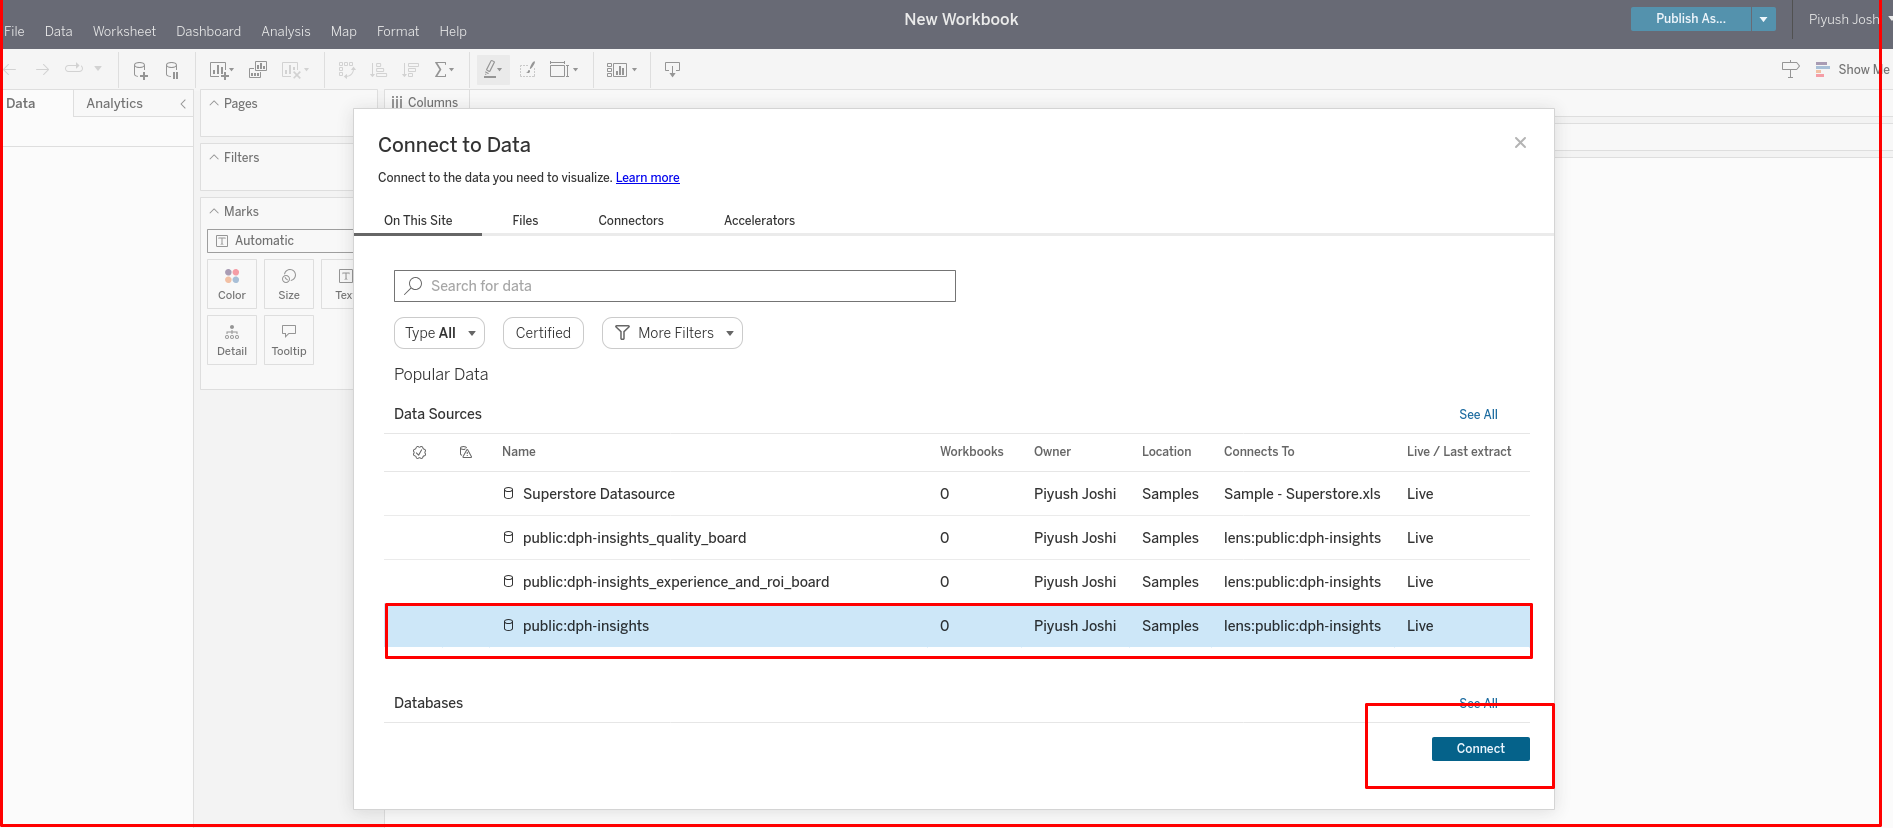 New Workbook
Publish As...
Piyush Josh
File Data Worksheet Dashboard Analysis Map Format Help
Show Me
Data Analytics
Pages
Columns
Filters
Marks
Automatic
Color Size Tex
Detail Tooltip
Connect to Data
Connect to the data you need to visualize. Learn more
On This Site Files Connectors Accelerators
Search for data
Type All Certified More Filters
Popular Data
Data Sources See All
Name Workbooks Owner Location Connects To Live / Last extract
Superstore Datasource 0 Piyush Joshi Samples Sample - Superstore.xls Live
public:dph-insights_quality_board 0 Piyush Joshi Samples lens:public:dph-insights Live
public:dph-insights_experience_and_roi_board 0 Piyush Joshi Samples lens:public:dph-insights Live
public:dph-insights 0 Piyush Joshi Samples lens:public:dph-insights Live
Databases See All
Connect